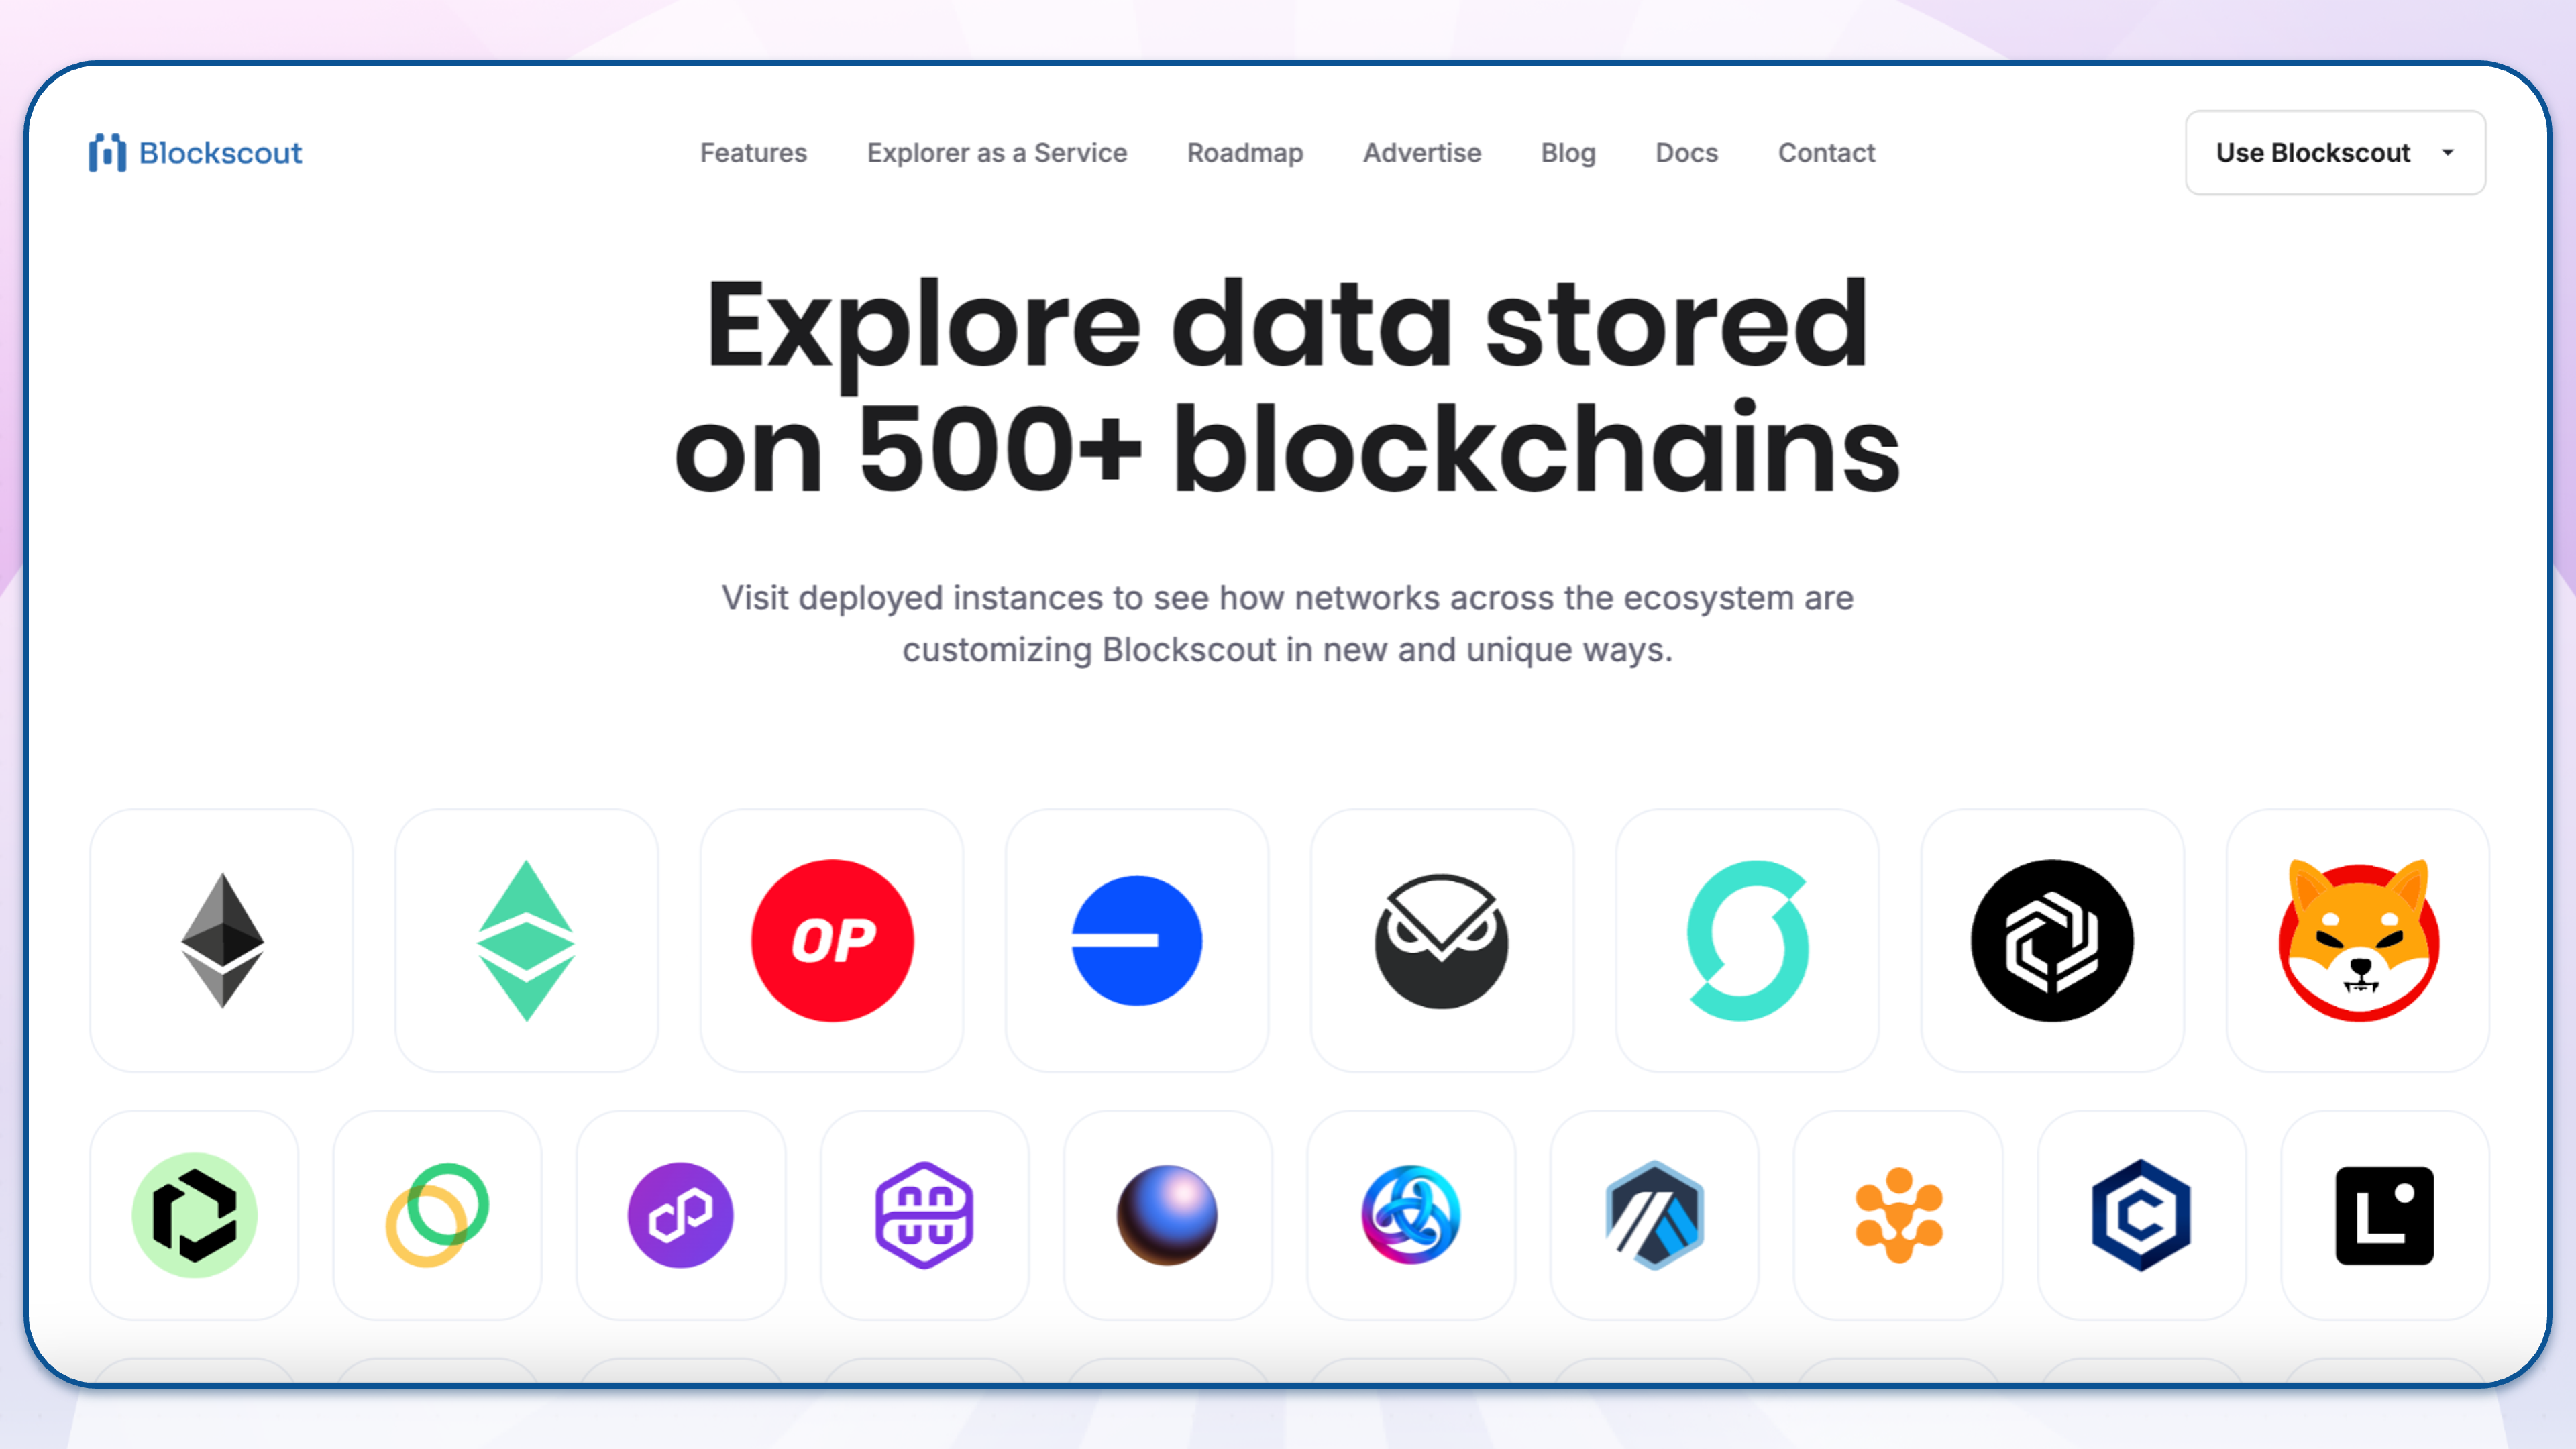 Blockscout
Features Explorer as a Service Roadmap Advertise Blog Docs Contact
Use Blockscout
Explore data stored
on 500+ blockchains
Visit deployed instances to see how networks across the ecosystem are
customizing Blockscout in new and unique ways.
OP